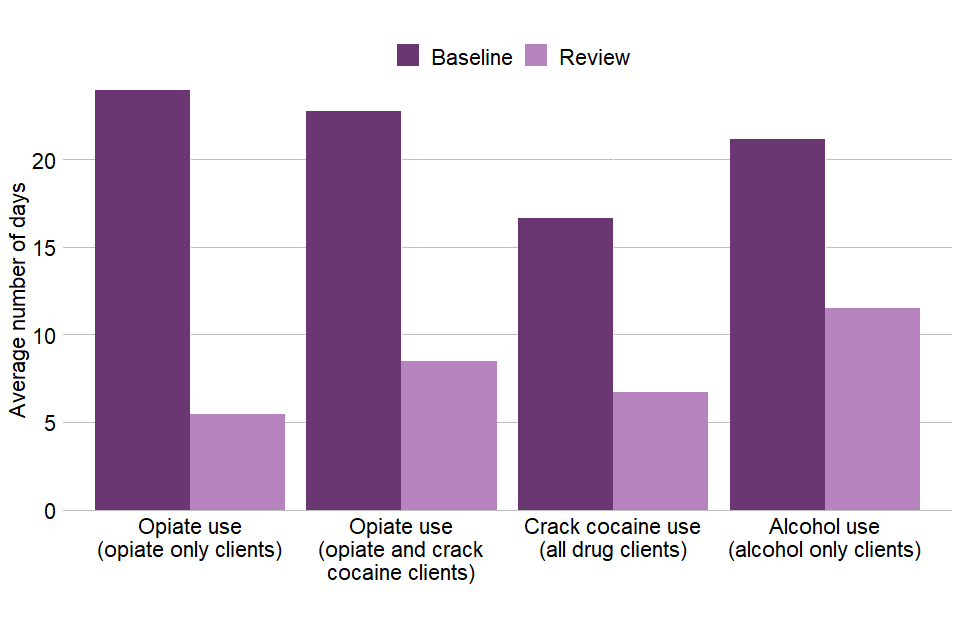 Baseline Review
Average number of days
20
15
10
5
0
Opiate use
(opiate only clients)
Opiate use
(opiate and crack
cocaine clients)
Crack cocaine use
(all drug clients)
Alcohol use
(alcohol only clients)